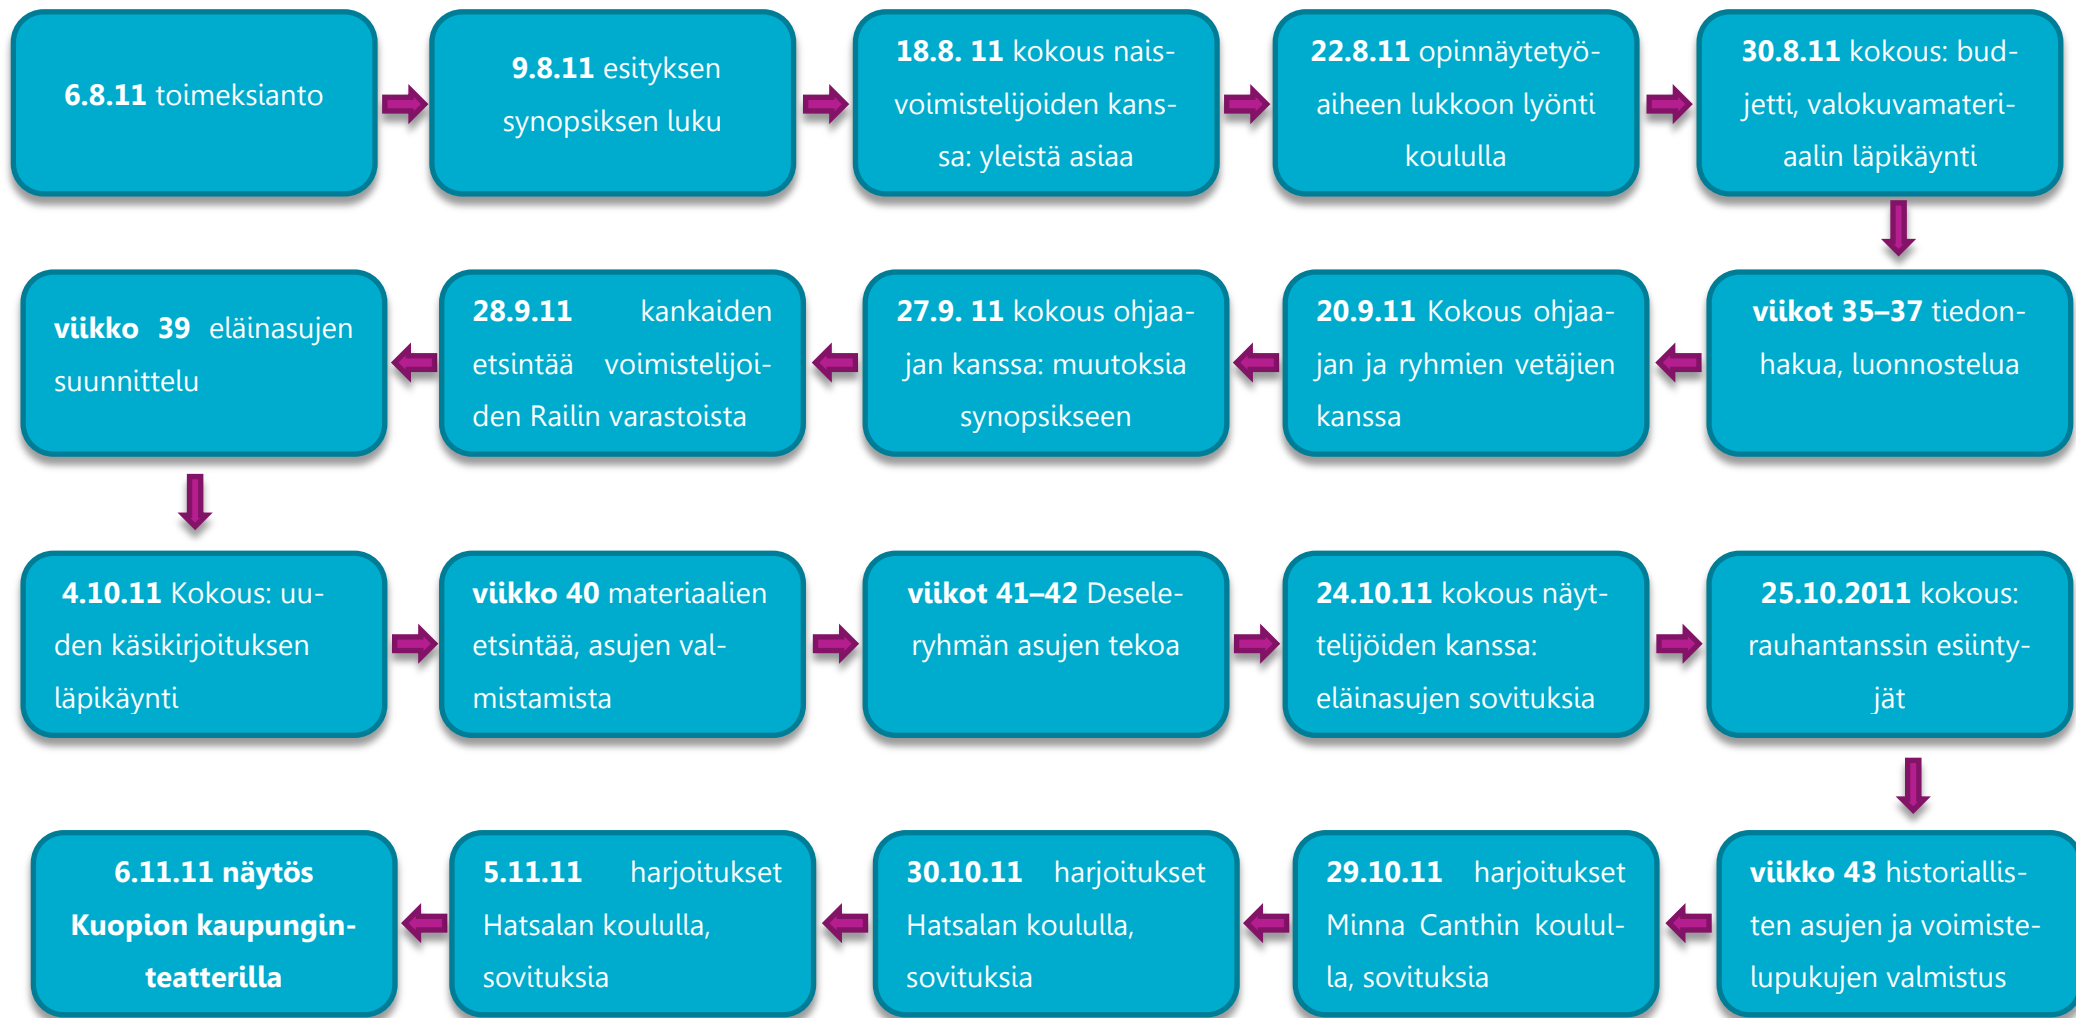 6.8.11 toimeksianto
9.8.11 esityksen
synopsiksen luku
18.8. 11 kokous nais-
voimistelijoiden kans-
sa: yleistä asiaa
22.8.11 opinnäytetyö-
aiheen lukkoon lyönti
koululla
30.8.11 kokous: bud-
jetti, valokuvamateri-
aalin läpikäynti
viikot 35–37 tiedon-
hakua, luonnostelua
20.9.11 Kokous ohjaa-
jan ja ryhmien vetäjien
kanssa
27.9. 11 kokous ohjaa-
jan kanssa: muutoksia
synopsikseen
28.9.11 kankaiden
etsintää voimistelijoi-
den Railin varastoista
viikko 39 eläinasujen
suunnittelu
4.10.11 Kokous: uu-
den käsikirjoituksen
läpikäynti
viikko 40 materiaalien
etsintää, asujen val-
mistamista
viikot 41–42 Desele-
ryhmän asujen tekoa
24.10.11 kokous näyt-
telijöiden kanssa:
eläinasujen sovituksia
25.10.2011 kokous:
rauhantanssin esiinty-
jät
viikko 43 historiallis-
ten asujen ja voimiste-
lupukujen valmistus
29.10.11 harjoitukset
Minna Canthin koulul-
la, sovituksia
30.10.11 harjoitukset
Hatsalan koululla,
sovituksia
5.11.11 harjoitukset
Hatsalan koululla,
sovituksia
6.11.11 näytös
Kuopion kaupungin-
teatterilla